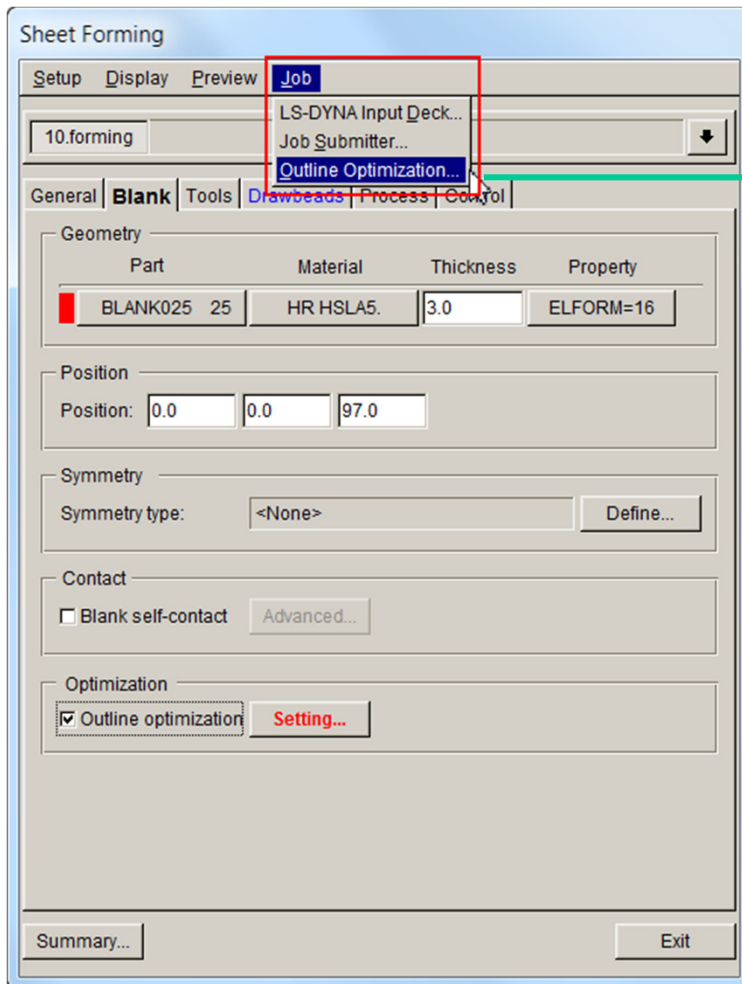 Sheet Forming
Setup Display Preview Job
LS-DYNA Input Deck...
10.forming
Job Submitter...
Outline Optimization...
General Blank Tools Drawbeads Process Control
Geometry
Part Material Thickness Property
BLANK025 25 HR HSLA5. 3.0 ELFORM=16
Position
Position: 0.0 0.0 97.0
Symmetry
Symmetry type: <None> Define...
Contact
Blank self-contact Advanced...
Optimization
Outline optimization Setting...
Summary... Exit